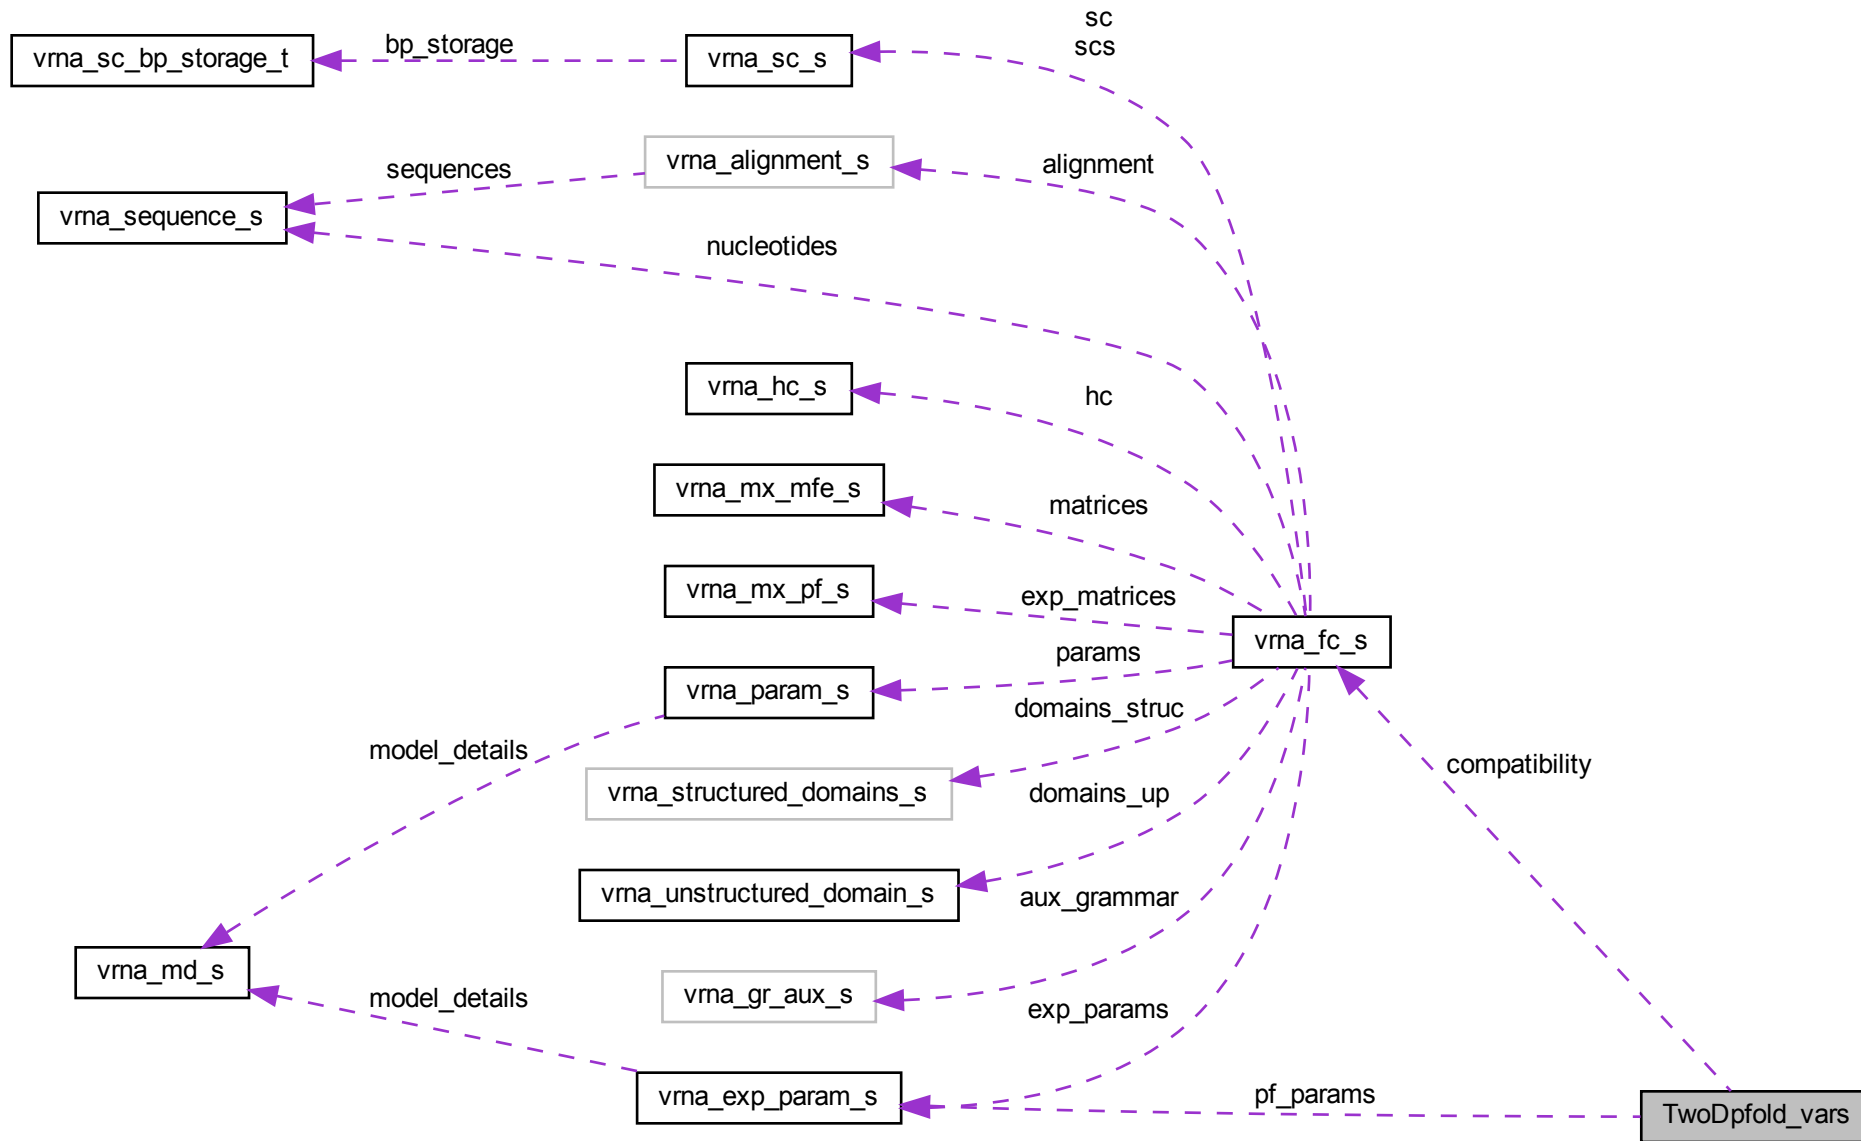 sc
scs
vrna_sc_bp_storage_t
bp_storage
vrna_sc_s
vrna_alignment_s
alignment
sequences
vrna_sequence_s
nucleotides
vrna_hc_s
hc
vrna_mx_mfe_s
matrices
vrna_mx_pf_s
exp_matrices
vrna_fc_s
params
vrna_param_s
domains_struc
model_details
compatibility
vrna_structured_domains_s
domains_up
vrna_unstructured_domain_s
aux_grammar
vrna_md_s
vrna_gr_aux_s
model_details
exp_params
vrna_exp_param_s
pf_params
TwoDpfold_vars